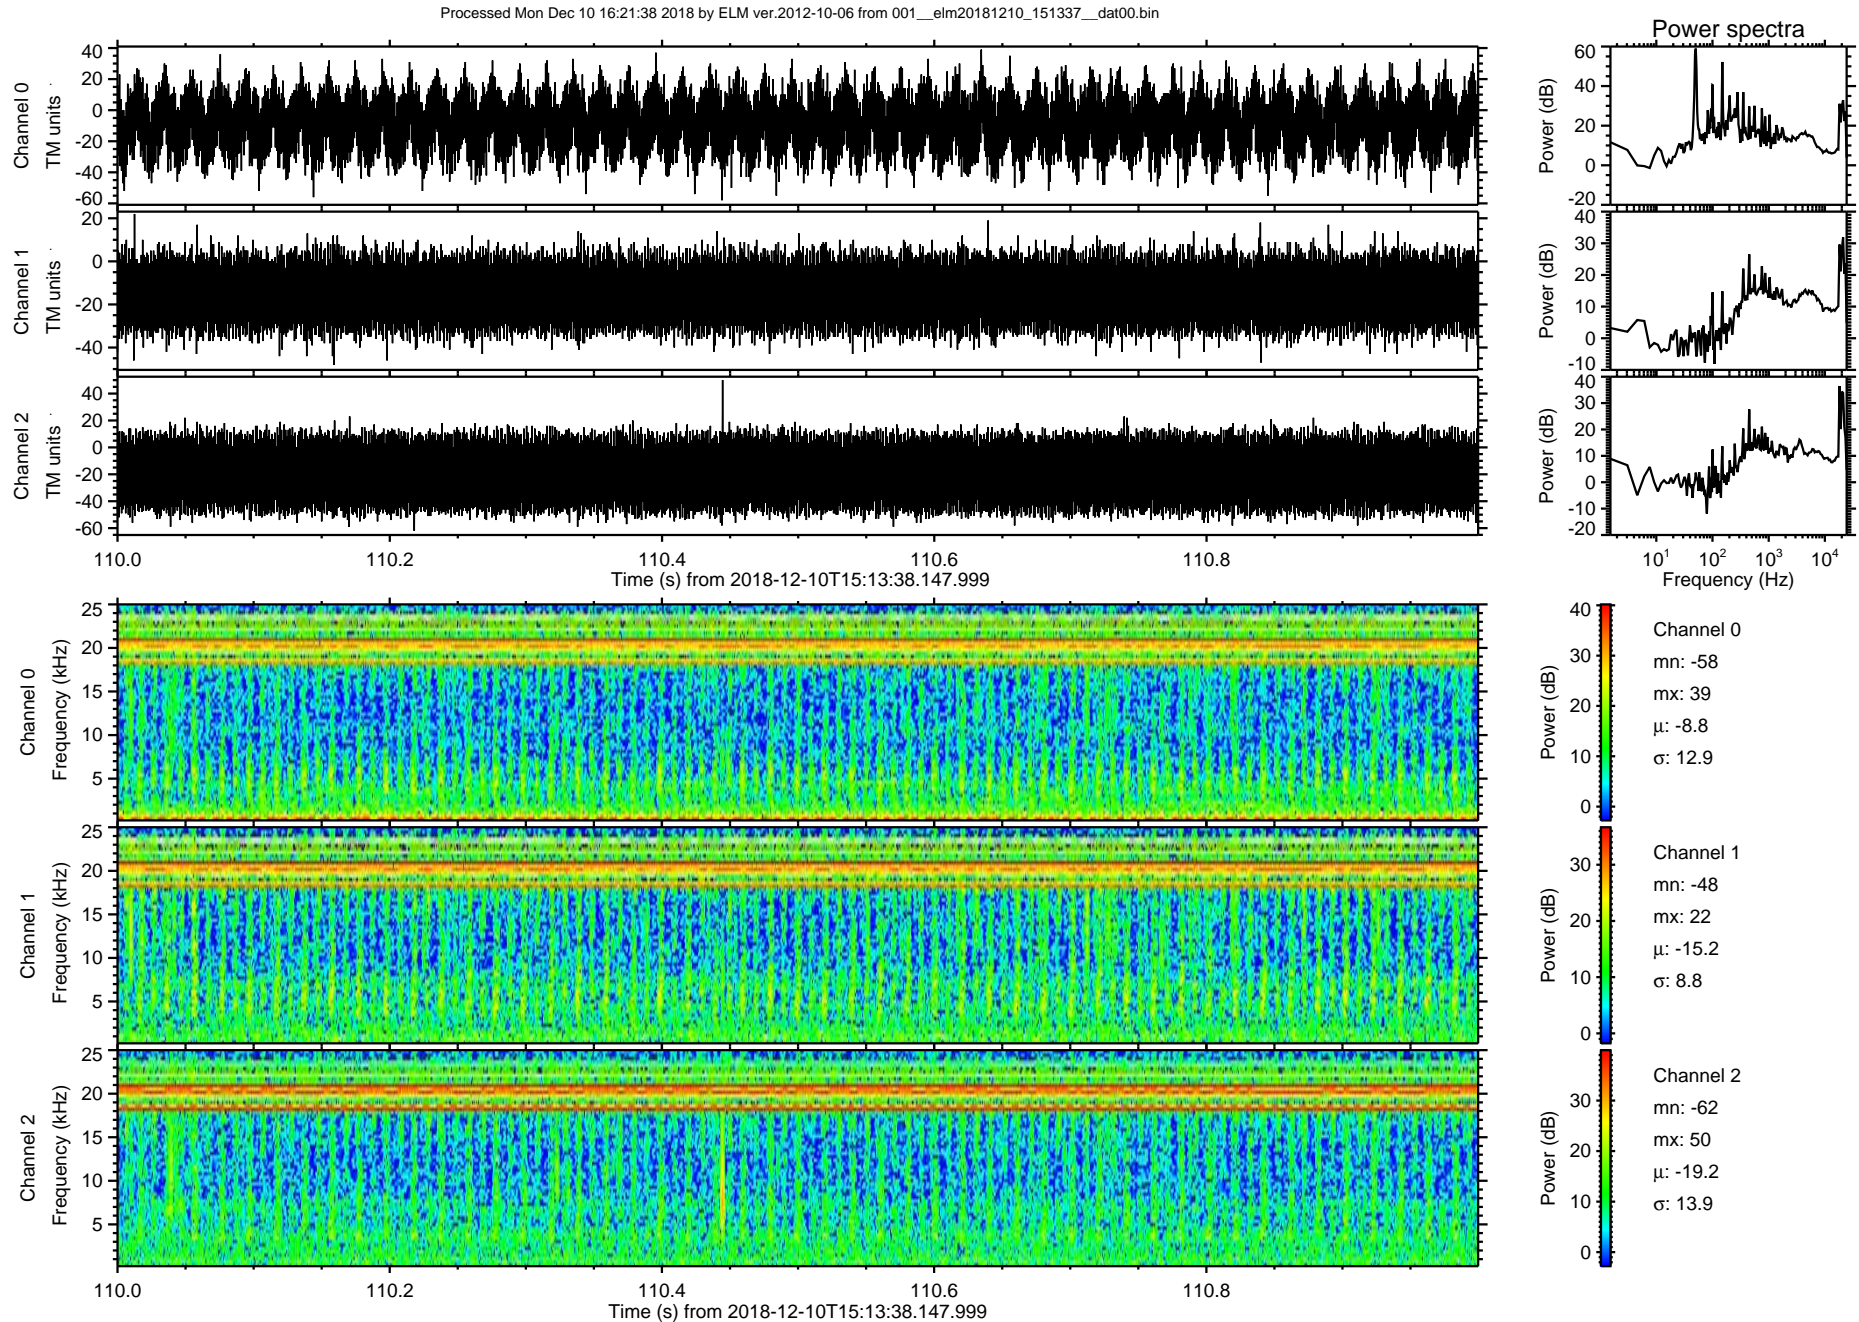 Processed Mon Dec 10 16:21:38 2018 by ELM ver.2012-10-06 from 001__elm20181210_151337__dat00.bin
Power spectra
Channel 0
TM units
40
20
0
-20
-40
-60
Power (dB)
60
40
20
0
-20
Channel 1
TM units
20
0
-20
-40
Power (dB)
40
30
20
10
0
-10
Channel 2
TM units
40
20
0
-20
-40
-60
Power (dB)
40
30
20
10
0
-10
-20
110.0 110.2 110.4 110.6 110.8
Time (s) from 2018-12-10T15:13:38.147.999
10¹ 10² 10³ 10⁴
Frequency (Hz)
Channel 0
Frequency (kHz)
25
20
15
10
5
Power (dB)
40
30
20
10
0
Channel 0
mn: -58
mx: 39
μ: -8.8
σ: 12.9
Channel 1
Frequency (kHz)
25
20
15
10
5
Power (dB)
30
20
10
0
Channel 1
mn: -48
mx: 22
μ: -15.2
σ: 8.8
Channel 2
Frequency (kHz)
25
20
15
10
5
Power (dB)
30
20
10
0
Channel 2
mn: -62
mx: 50
μ: -19.2
σ: 13.9
110.0 110.2 110.4 110.6 110.8
Time (s) from 2018-12-10T15:13:38.147.999